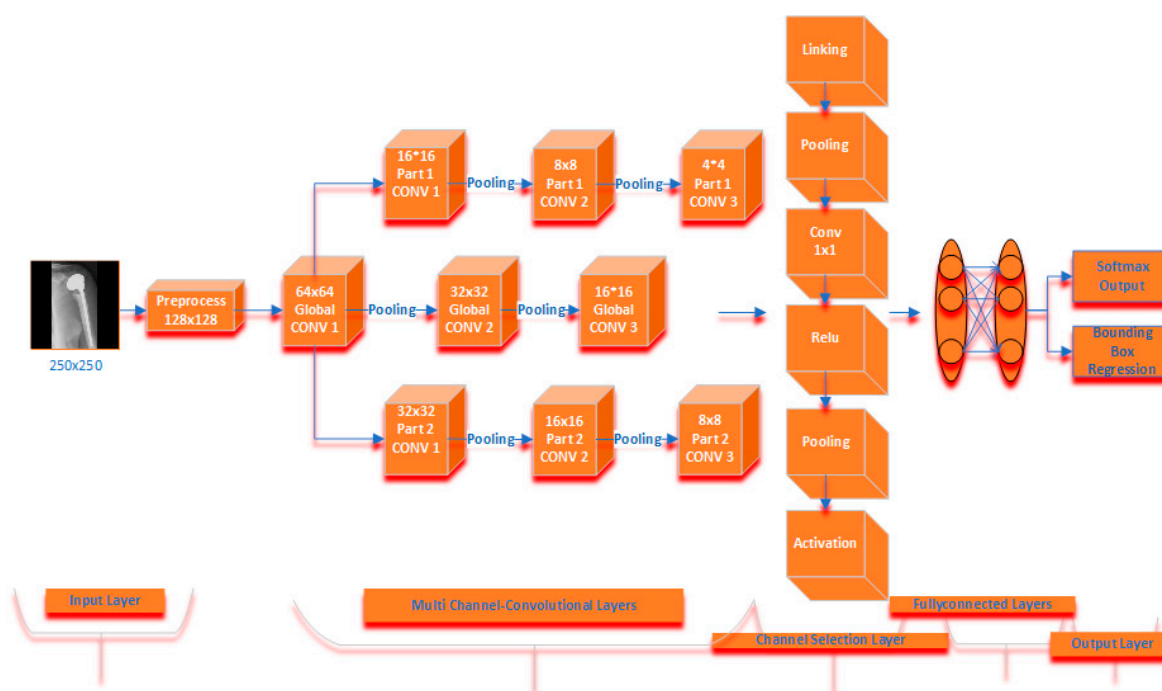 250x250
Preprocess
128x128
64x64
Global
CONV 1
16*16
Part 1
CONV 1
Pooling
8x8
Part 1
CONV 2
Pooling
4*4
Part 1
CONV 3
Pooling
32x32
Global
CONV 2
Pooling
16*16
Global
CONV 3
32x32
Part 2
CONV 1
Pooling
16x16
Part 2
CONV 2
Pooling
8x8
Part 2
CONV 3
Linking
Pooling
Conv
1x1
Relu
Pooling
Activation
Softmax
Output
Bounding
Box
Regression
Input Layer
Multi Channel-Convolutional Layers
Channel Selection Layer
Fullyconnected Layers
Output Layer